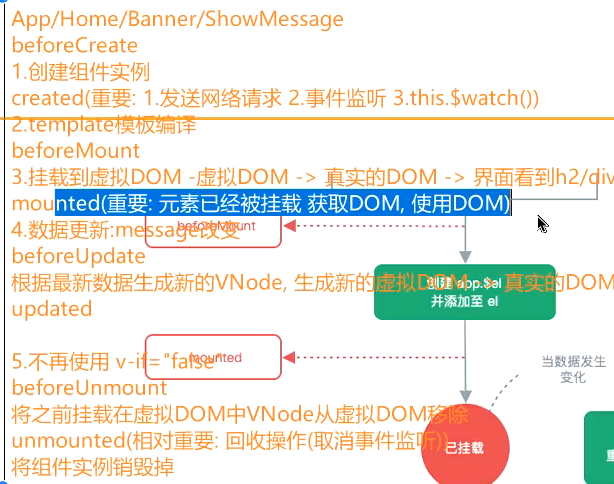 App/Home/Banner/ShowMessage
beforeCreate
1.创建组件实例
created(重要: 1.发送网络请求 2.事件监听 3.this.$watch())
2.template模板编译
beforeMount
3.挂载到虚拟DOM -虚拟DOM -> 真实的DOM -> 界面看到h2/div
mounted(重要: 元素已经被挂载 获取DOM, 使用DOM)
4.数据更新:message改变
beforeMount
beforeUpdate
根据最新数据生成新的VNode, 生成新的虚拟DOM -> 真实的DOM
创建 app.$el
并添加至 el
updated
5.不再使用 v-if="false"
mounted
当数据发生
变化
beforeUnmount
将之前挂载在虚拟DOM中VNode从虚拟DOM移除
unmounted(相对重要: 回收操作(取消事件监听))
已挂载
将组件实例销毁掉